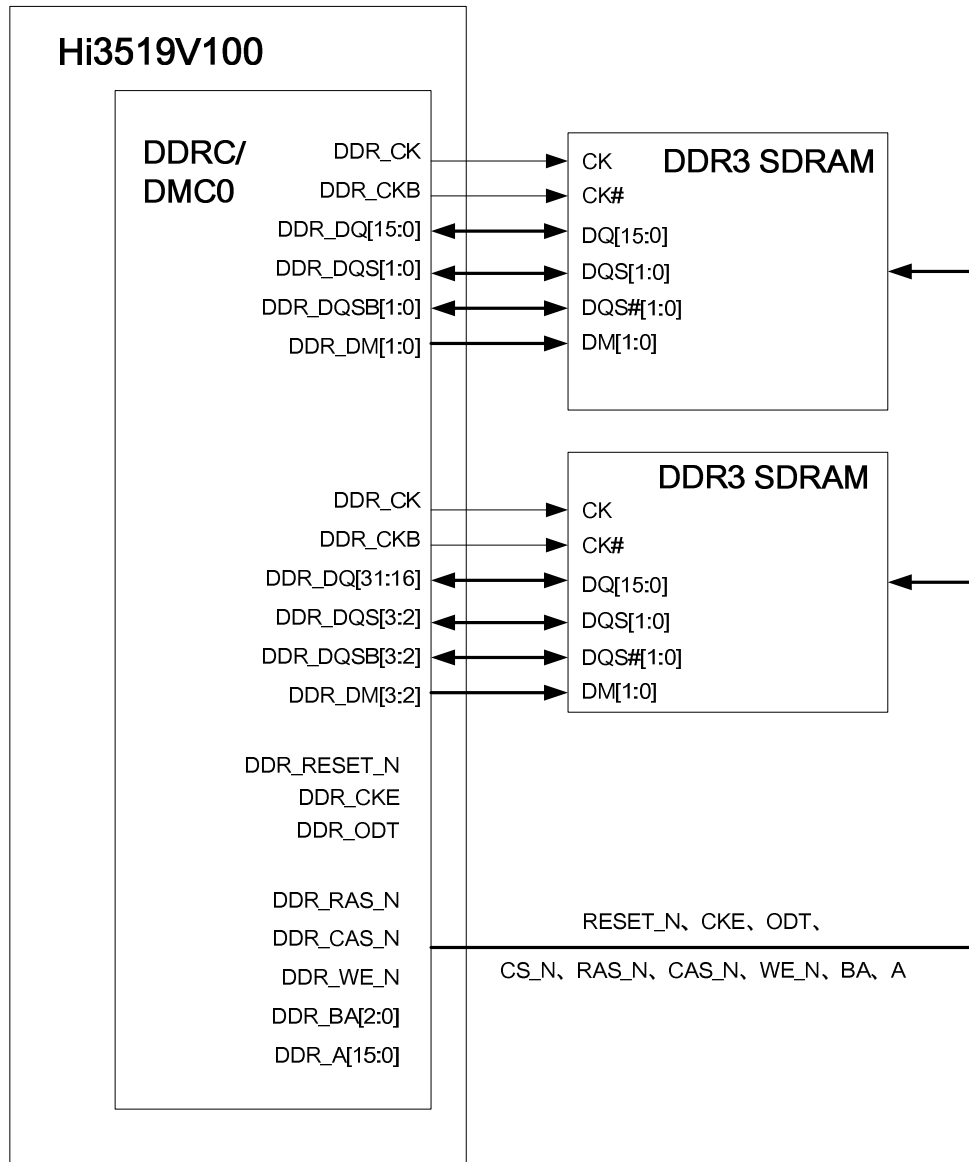 Hi3519V100
DDRC/
DMC0
DDR_CK
DDR_CKB
DDR_DQ[15:0]
DDR_DQS[1:0]
DDR_DQSB[1:0]
DDR_DM[1:0]
DDR3 SDRAM
CK
CK#
DQ[15:0]
DQS[1:0]
DQS#[1:0]
DM[1:0]
DDR_CK
DDR_CKB
DDR_DQ[31:16]
DDR_DQS[3:2]
DDR_DQSB[3:2]
DDR_DM[3:2]
DDR3 SDRAM
CK
CK#
DQ[15:0]
DQS[1:0]
DQS#[1:0]
DM[1:0]
DDR_RESET_N
DDR_CKE
DDR_ODT
DDR_RAS_N
DDR_CAS_N
DDR_WE_N
DDR_BA[2:0]
DDR_A[15:0]
RESET_N、CKE、ODT、
CS_N、RAS_N、CAS_N、WE_N、BA、A